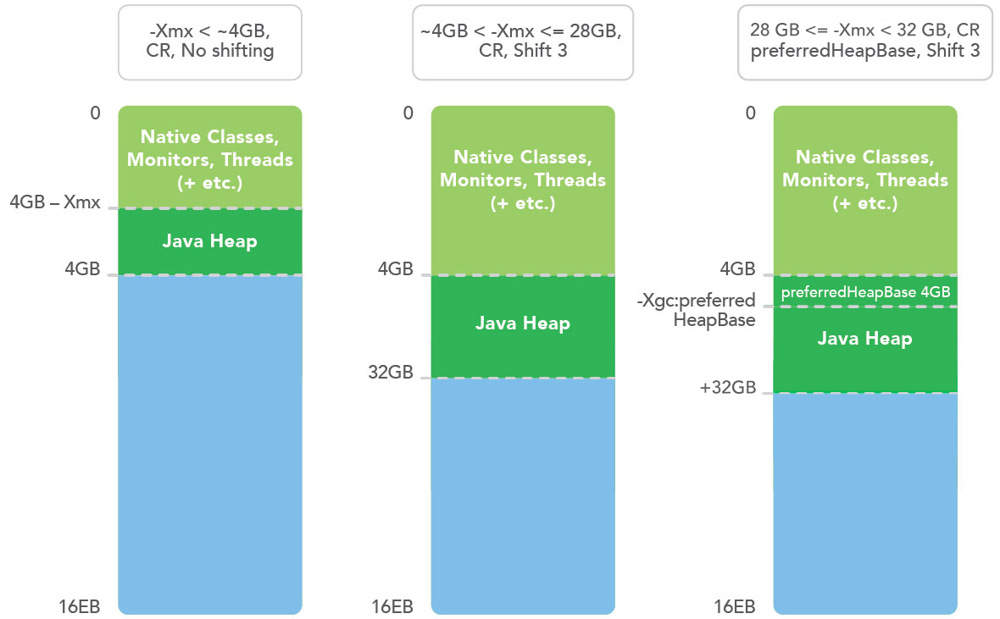 -Xmx < ~4GB,
CR, No shifting
~4GB < -Xmx <= 28GB,
CR, Shift 3
28 GB <= -Xmx < 32 GB, CR
preferredHeapBase, Shift 3
0
Native Classes,
Monitors, Threads
(+ etc.)
4GB – Xmx
Java Heap
4GB
16EB
0
Native Classes,
Monitors, Threads
(+ etc.)
4GB
Java Heap
32GB
16EB
0
Native Classes,
Monitors, Threads
(+ etc.)
4GB
preferredHeapBase 4GB
-Xgc:preferred
HeapBase
Java Heap
+32GB
16EB